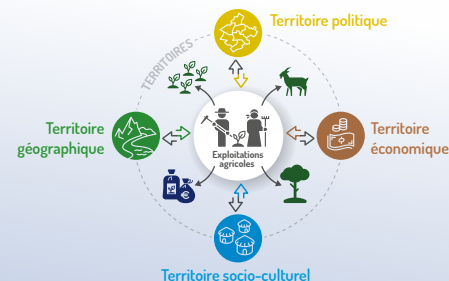 Territoire politique
TERRITOIRES
Territoire
géographique
Exploitations
agricoles
Territoire
économique
€
Territoire socio-culturel